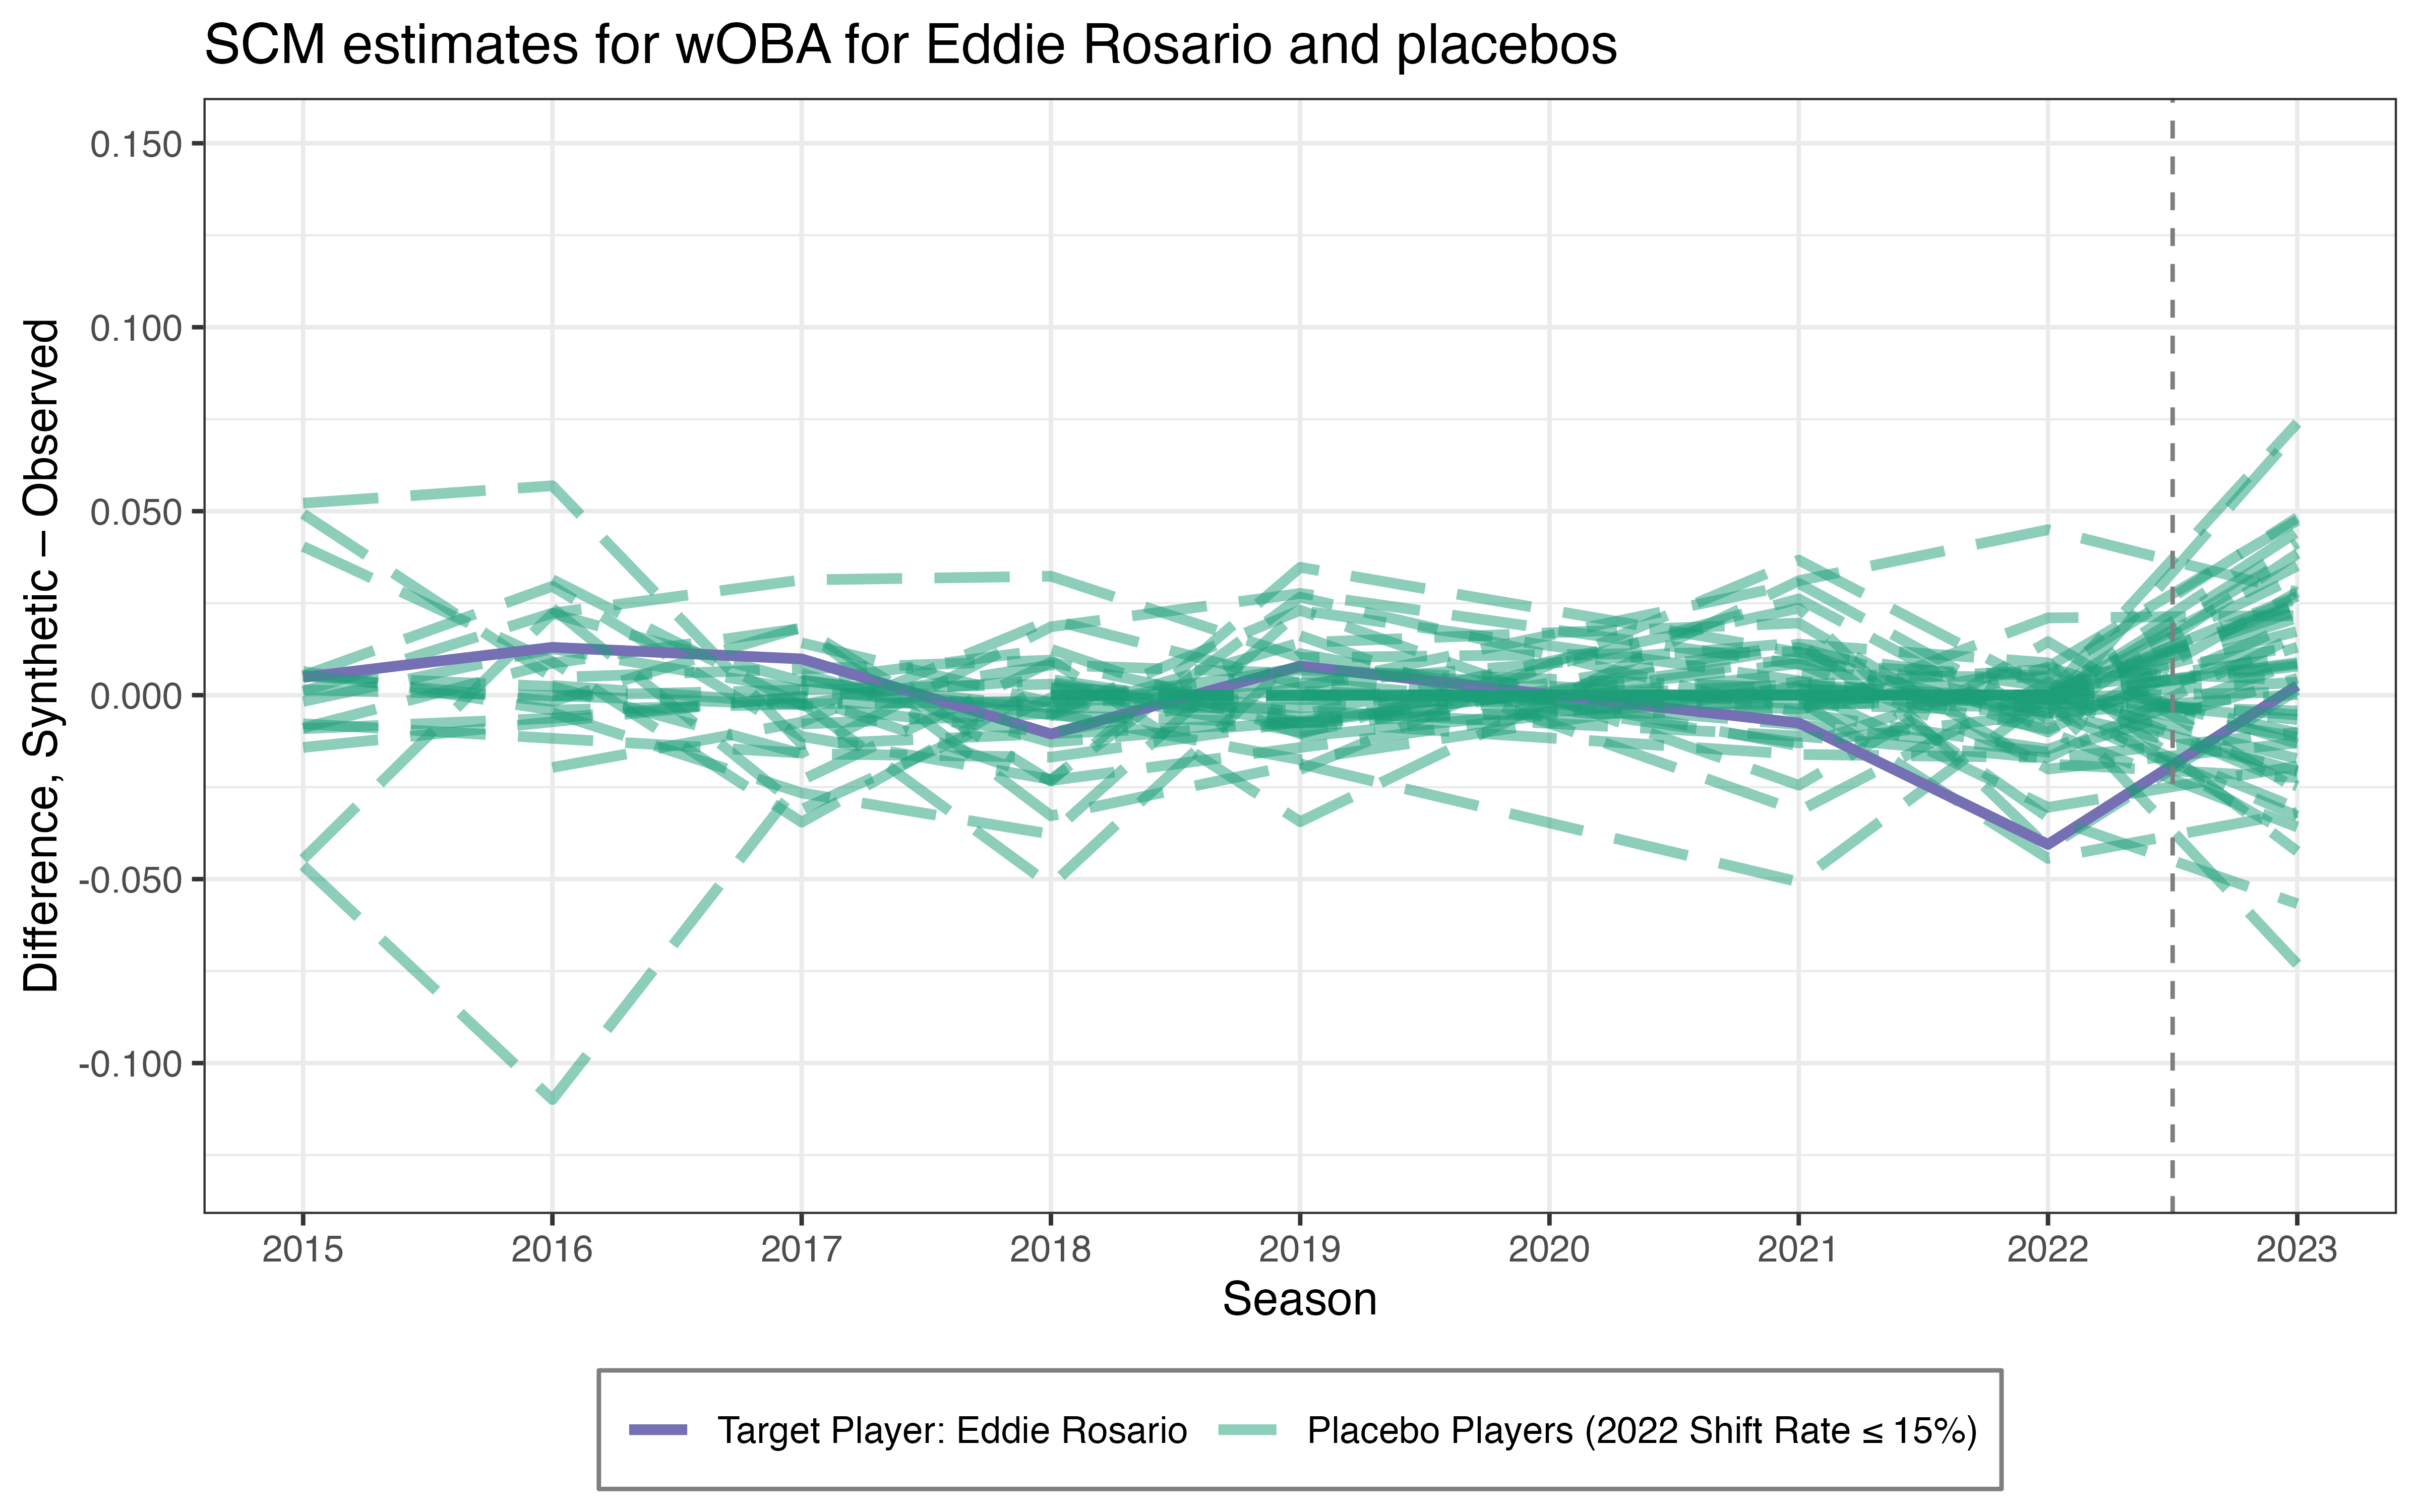 SCM estimates for wOBA for Eddie Rosario and placebos
Difference, Synthetic − Observed
0.150
0.100
0.050
0.000
-0.050
-0.100
2015 2016 2017 2018 2019 2020 2021 2022 2023
Season
Target Player: Eddie Rosario Placebo Players (2022 Shift Rate ≤ 15%)